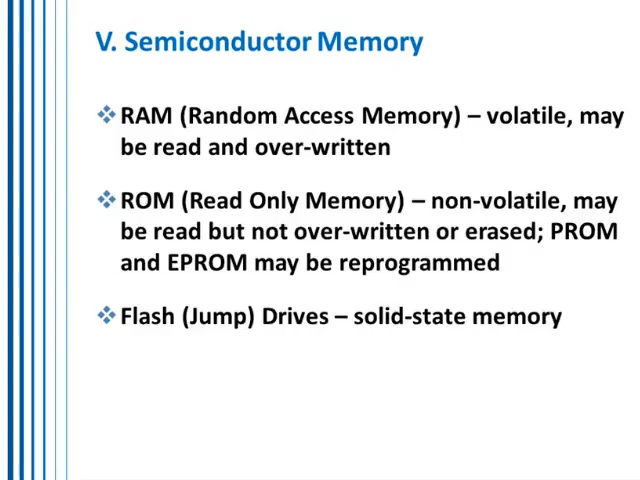 V. Semiconductor Memory
RAM (Random Access Memory) – volatile, may
be read and over-written
ROM (Read Only Memory) – non-volatile, may
be read but not over-written or erased; PROM
and EPROM may be reprogrammed
Flash (Jump) Drives – solid-state memory